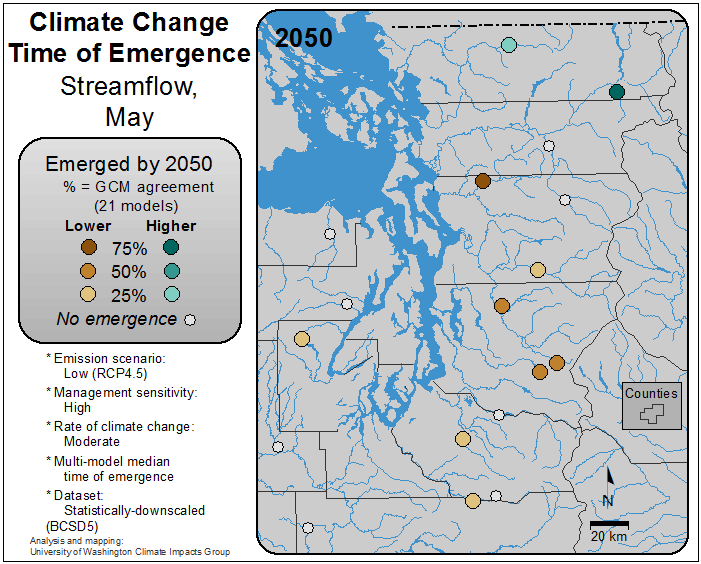 Climate Change
Time of Emergence
Streamflow,
May
Emerged by 2050
% = GCM agreement
(21 models)
Lower Higher
75%
50%
25%
No emergence
* Emission scenario:
Low (RCP4.5)
* Management sensitivity:
High
* Rate of climate change:
Moderate
* Multi-model median
time of emergence
* Dataset:
Statistically-downscaled
(BCSD5)
Analysis and mapping:
University of Washington Climate Impacts Group
2050
Counties
N
20 km